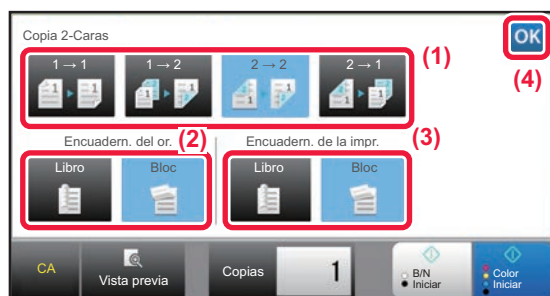 Copia 2-Caras
OK
1 → 1
1 → 2
2 → 2
2 → 1
(1)
(4)
Encuadern. del or.
(2)
Encuadern. de la impr.
(3)
Libro
Bloc
Libro
Bloc
CA
Vista previa
Copias
1
B/N
Iniciar
Color
Iniciar